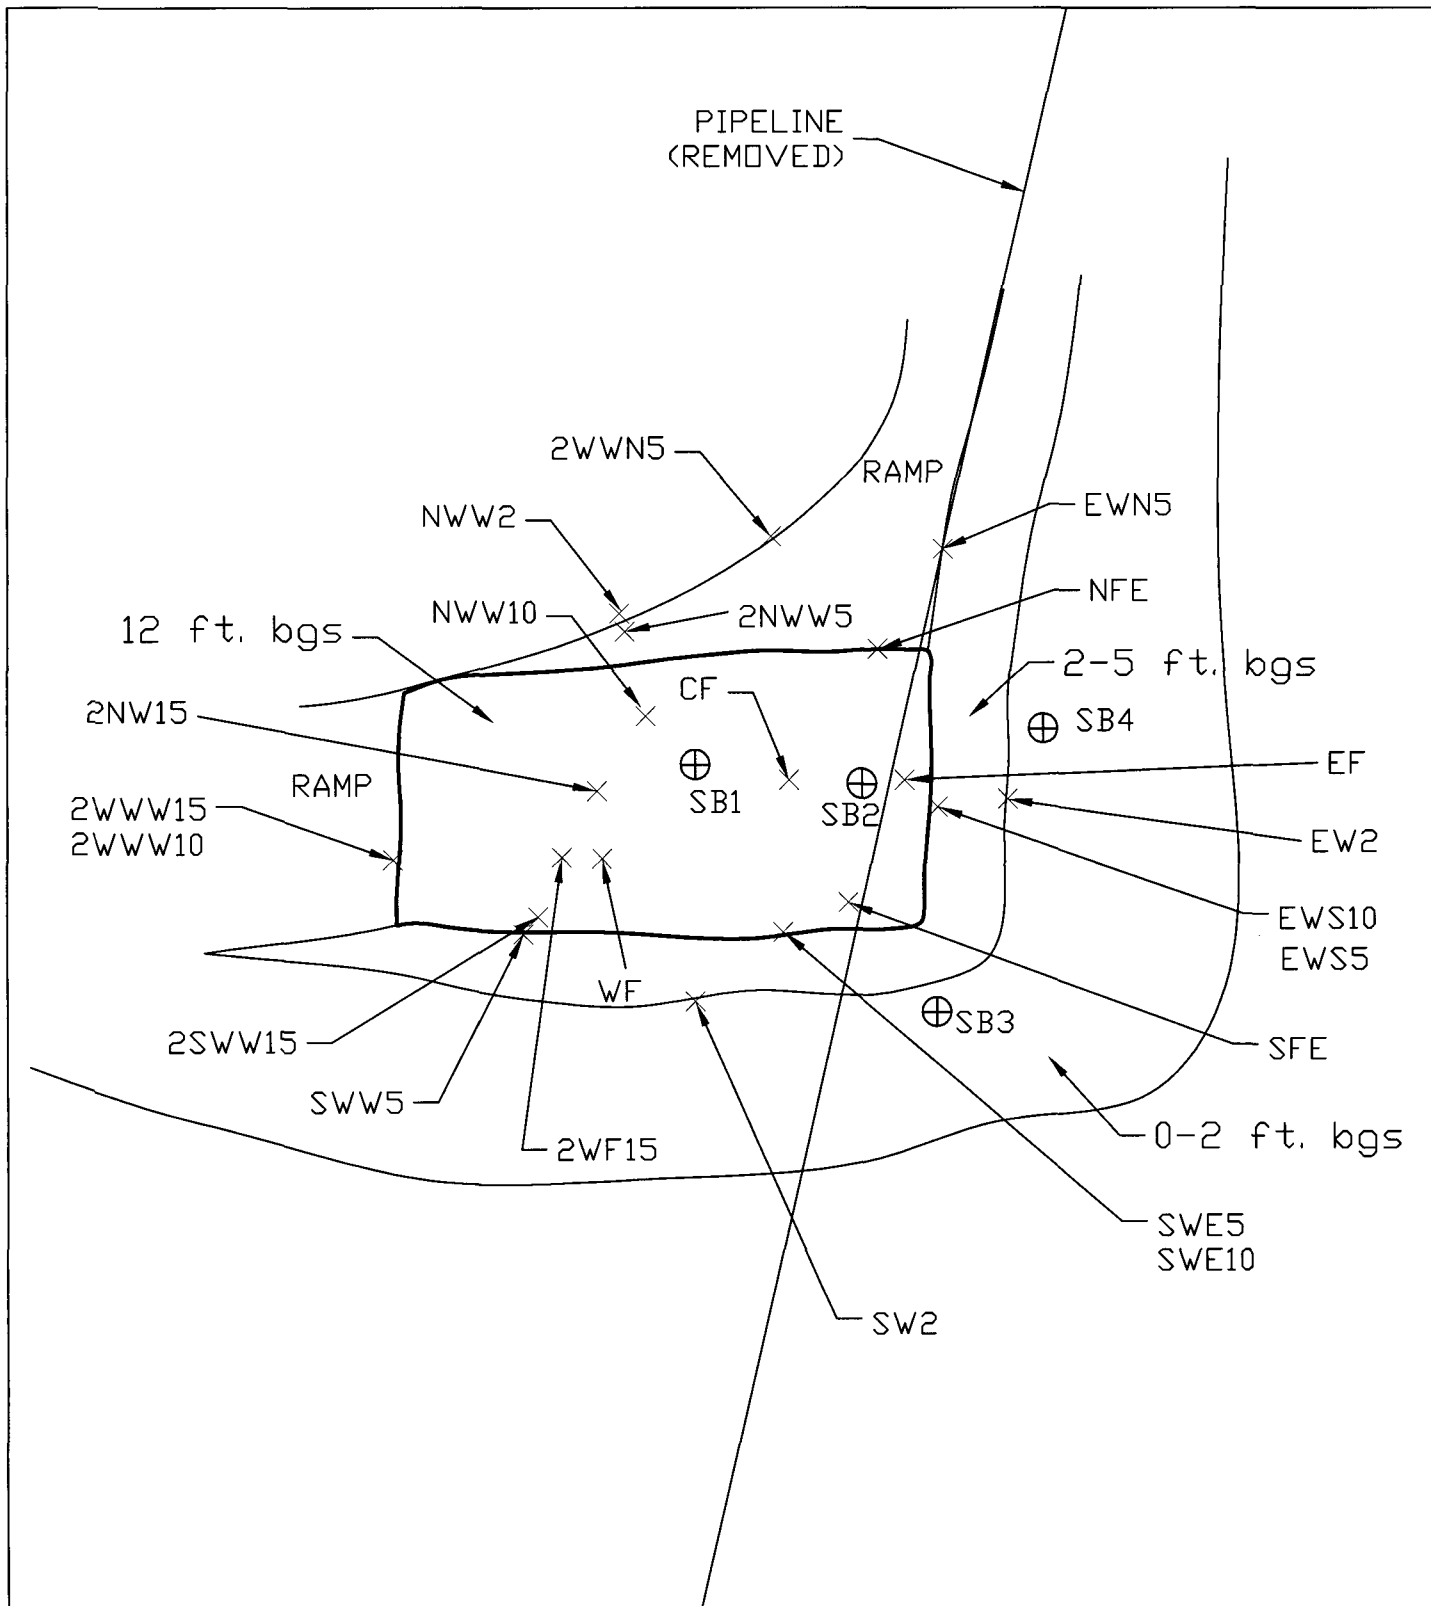 PIPELINE
(REMOVED)
2WWN5
RAMP
NWW2
EWN5
NWW10
2NWW5
NFE
12 ft. bgs
2-5 ft. bgs
CF
2NW15
SB4
EF
RAMP
SB1
SB2
2WWW15
2WWW10
EW2
EWS10
EWS5
WF
SB3
2SWW15
SFE
SWW5
2WF15
0-2 ft. bgs
SWE5
SWE10
SW2